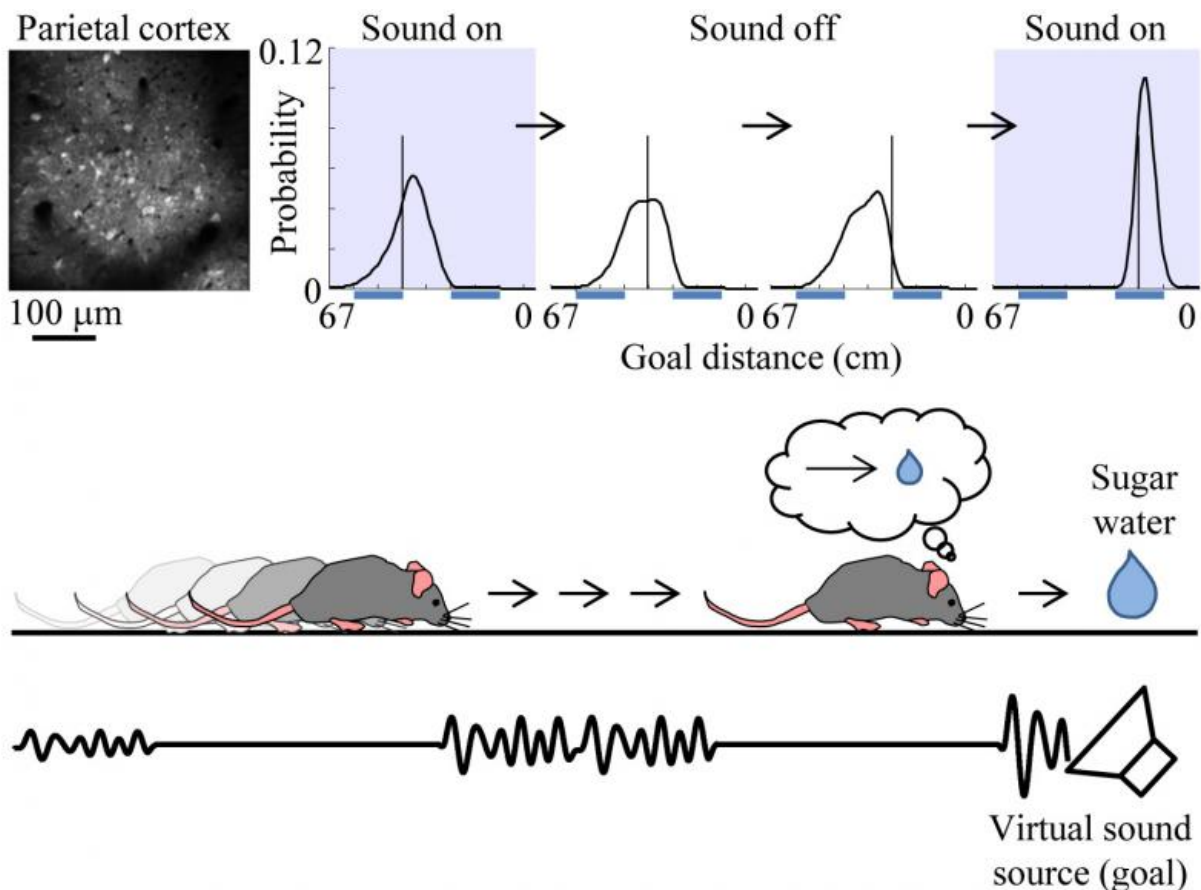 Parietal cortex
Sound on
Sound off
Sound on
0.12
Probability
0
100 μm
67
0
67
0
67
0
67
0
Goal distance (cm)
Sugar
water
Virtual sound
source (goal)